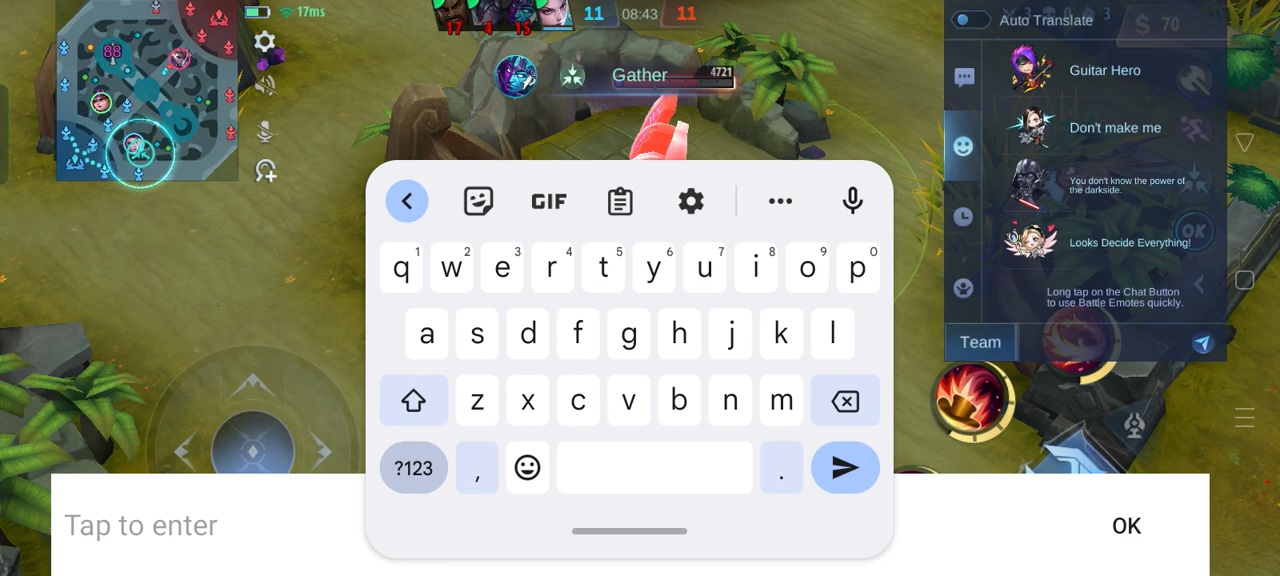 17ms
88
17 4 15
11 08:43 11
Gather 4721
Auto Translate
3
$ 70
Guitar Hero
Don't make me
You don't know the power of
the darkside.
Looks Decide Everything!
OK
Long tap on the Chat Button
to use Battle Emotes quickly.
Team
GIF
q 1 w 2 e 3 r 4 t 5 y 6 u 7 i 8 o 9 p 0
a s d f g h j k l
z x c v b n m
?123 , .
Tap to enter
OK